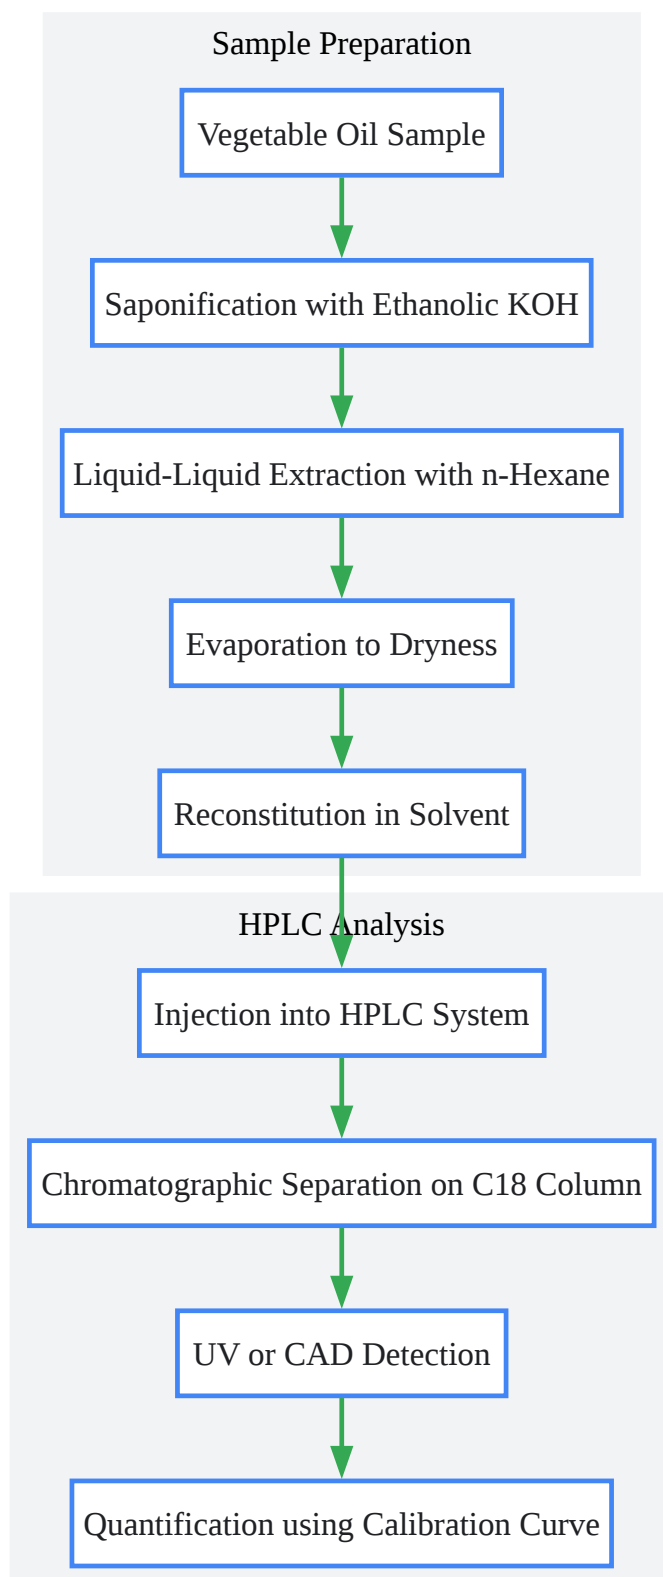 Sample Preparation
Vegetable Oil Sample
Saponification with Ethanolic KOH
Liquid-Liquid Extraction with n-Hexane
Evaporation to Dryness
Reconstitution in Solvent
HPLC Analysis
Injection into HPLC System
Chromatographic Separation on C18 Column
UV or CAD Detection
Quantification using Calibration Curve